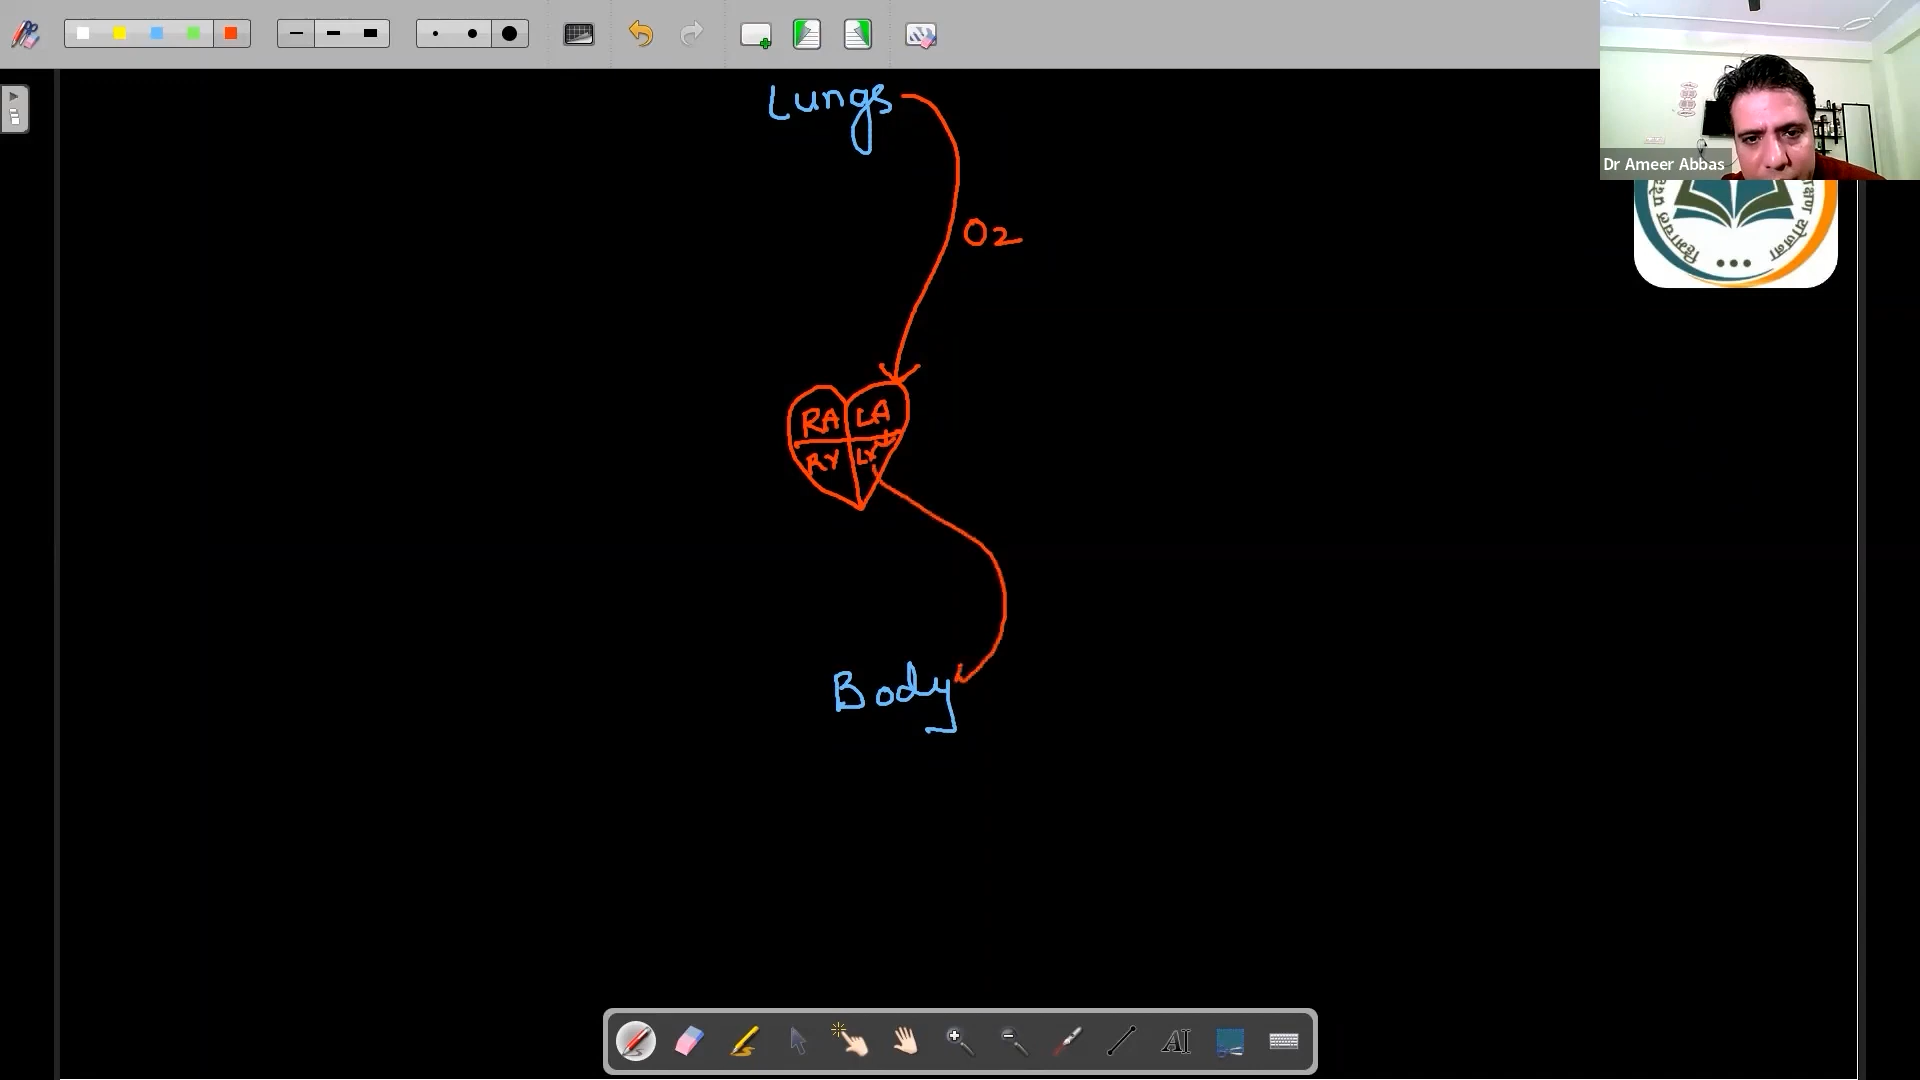 Lungs
Dr Ameer Abbas
O2
RA LA
RV LV
Body